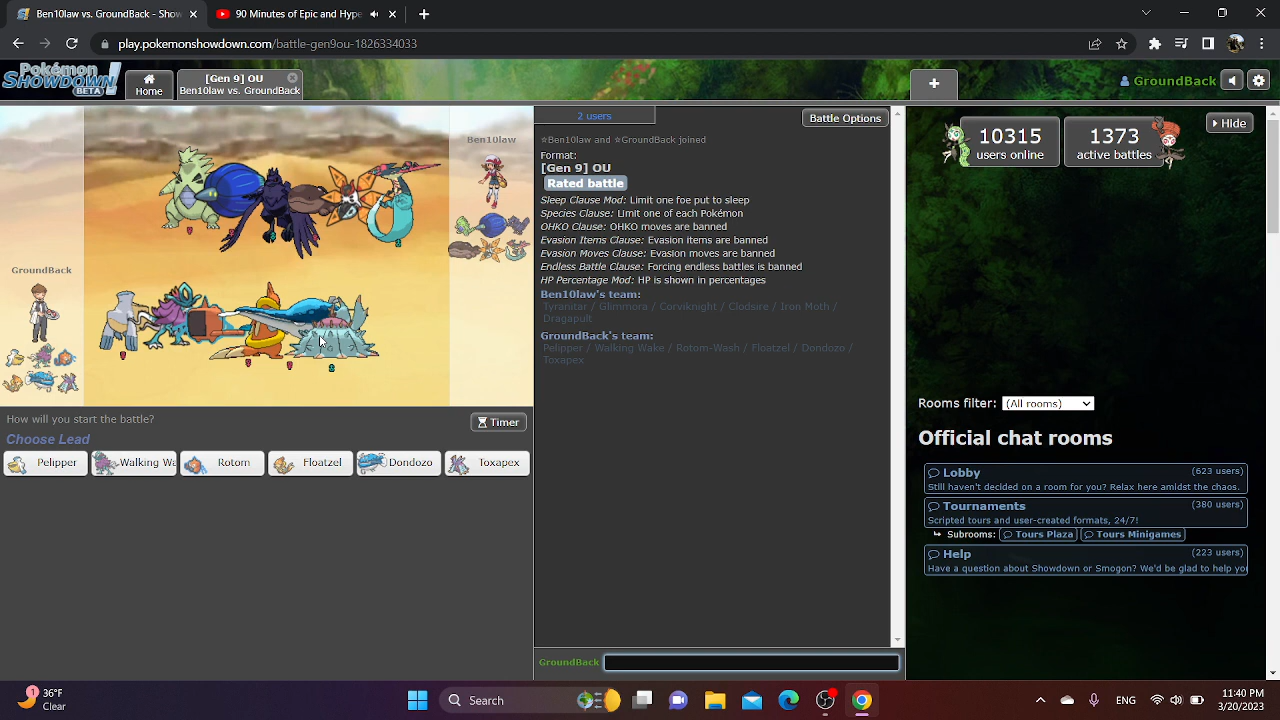 Ben10law vs. GroundBack - Show
90 Minutes of Epic and Hype
play.pokemonshowdown.com/battle-gen9ou-1826334033
Pokémon
SHOWDOWN!
BETA
Home
[Gen 9] OU
Ben10law vs. GroundBack
GroundBack
Ben10law
GroundBack
2 users
Battle Options
☆Ben10law and ☆GroundBack joined
Format:
[Gen 9] OU
Rated battle
Sleep Clause Mod: Limit one foe put to sleep
Species Clause: Limit one of each Pokémon
OHKO Clause: OHKO moves are banned
Evasion Items Clause: Evasion items are banned
Evasion Moves Clause: Evasion moves are banned
Endless Battle Clause: Forcing endless battles is banned
HP Percentage Mod: HP is shown in percentages
Ben10law's team:
Tyranitar / Glimmora / Corviknight / Clodsire / Iron Moth /
Dragapult
GroundBack's team:
Pelipper / Walking Wake / Rotom-Wash / Floatzel / Dondozo /
Toxapex
How will you start the battle?
Timer
Choose Lead
Pelipper
Walking Wa
Rotom
Floatzel
Dondozo
Toxapex
GroundBack
10315
users online
1373
active battles
Hide
Rooms filter: (All rooms)
Official chat rooms
Lobby (623 users)
Still haven't decided on a room for you? Relax here amidst the chaos.
Tournaments (380 users)
Scripted tours and user-created formats, 24/7!
Subrooms: Tours Plaza Tours Minigames
Help (223 users)
Have a question about Showdown or Smogon? We'd be glad to help you
1
36°F
Clear
Search
ENG
11:40 PM
3/20/2023